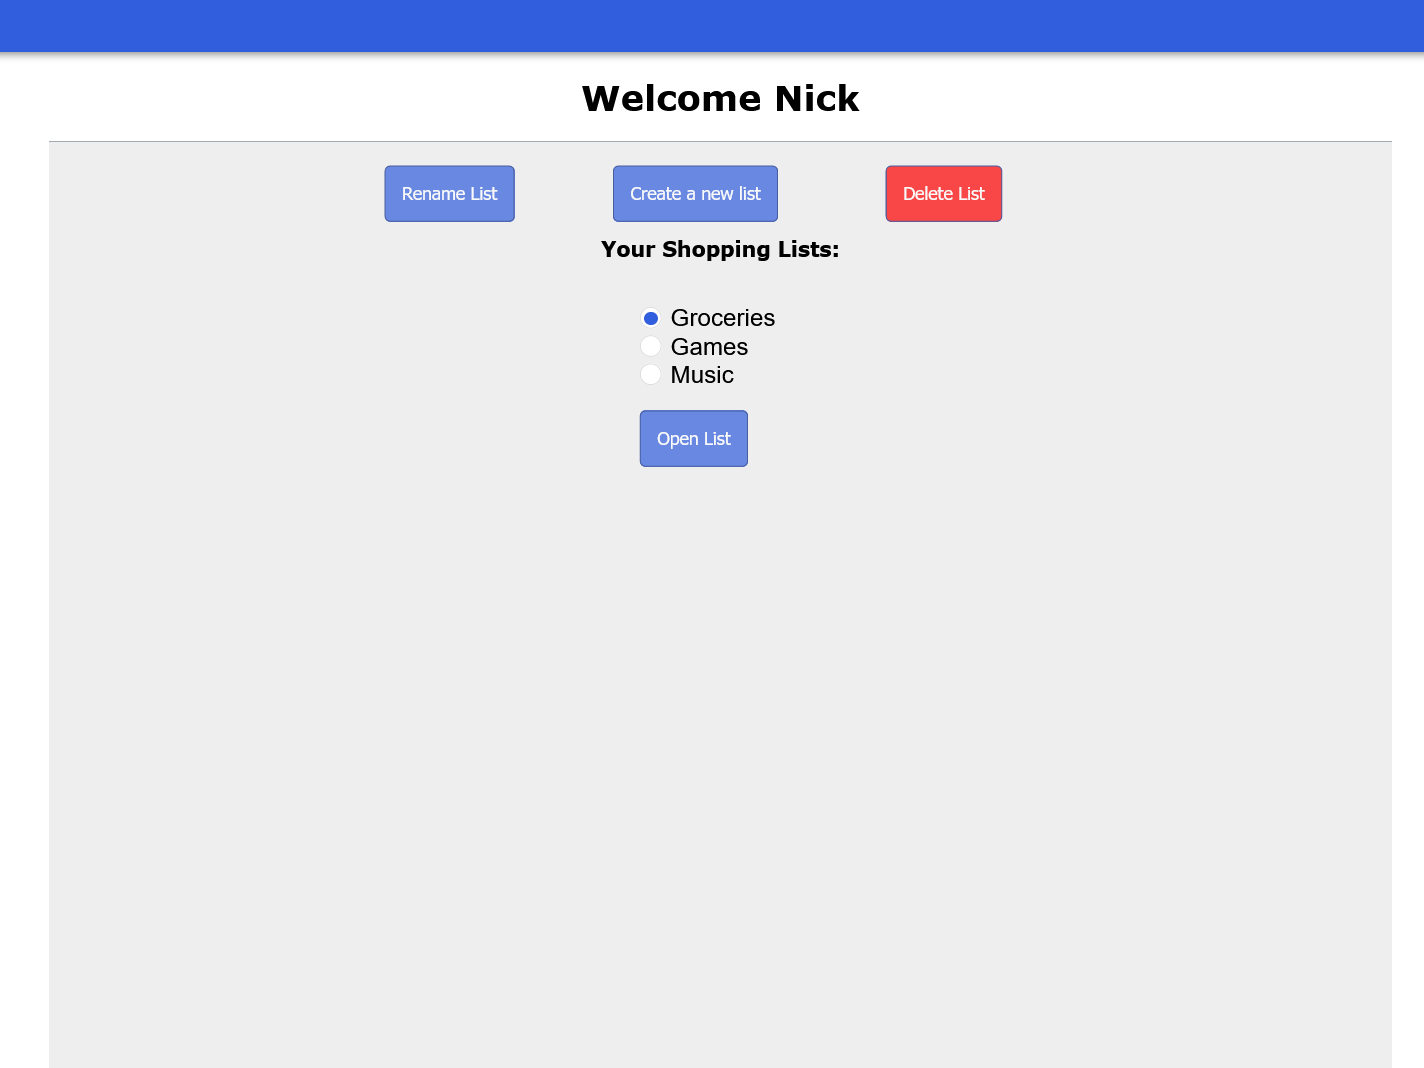 Welcome Nick
Rename List
Create a new list
Delete List
Your Shopping Lists:
Groceries
Games
Music
Open List